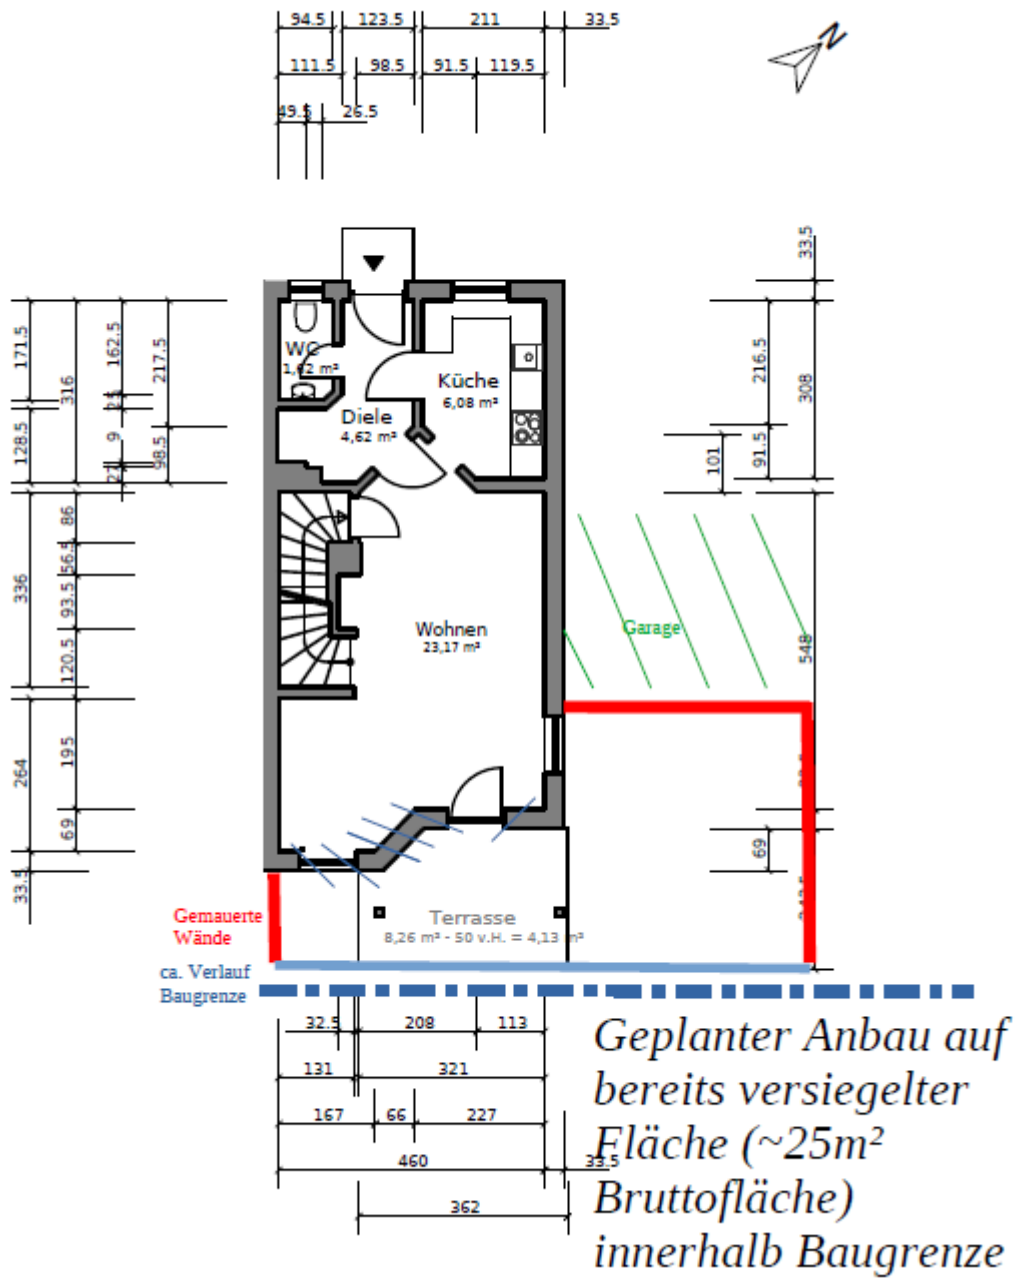 94.5 123.5 211 33.5
111.5 98.5 91.5 119.5
49.5 26.5
N
33.5
171.5 316 162.5 217.5
216.5 308
WC
1,62 m²
Küche
6,08 m²
Diele
4,62 m²
25
128.5 9 98.5
27
101 91.5
86
56.5
336 93.5
120.5
Wohnen
23,17 m²
Garage
548
264 195
69
33.5
69
Gemauerte
Wände
Terrasse
8,26 m² - 50 v.H. = 4,13 m²
ca. Verlauf
Baugrenze
32.5 208 113
131 321
167 66 227
460 33.5
362
Geplanter Anbau auf
bereits versiegelter
Fläche (~25m²
Bruttofläche)
innerhalb Baugrenze